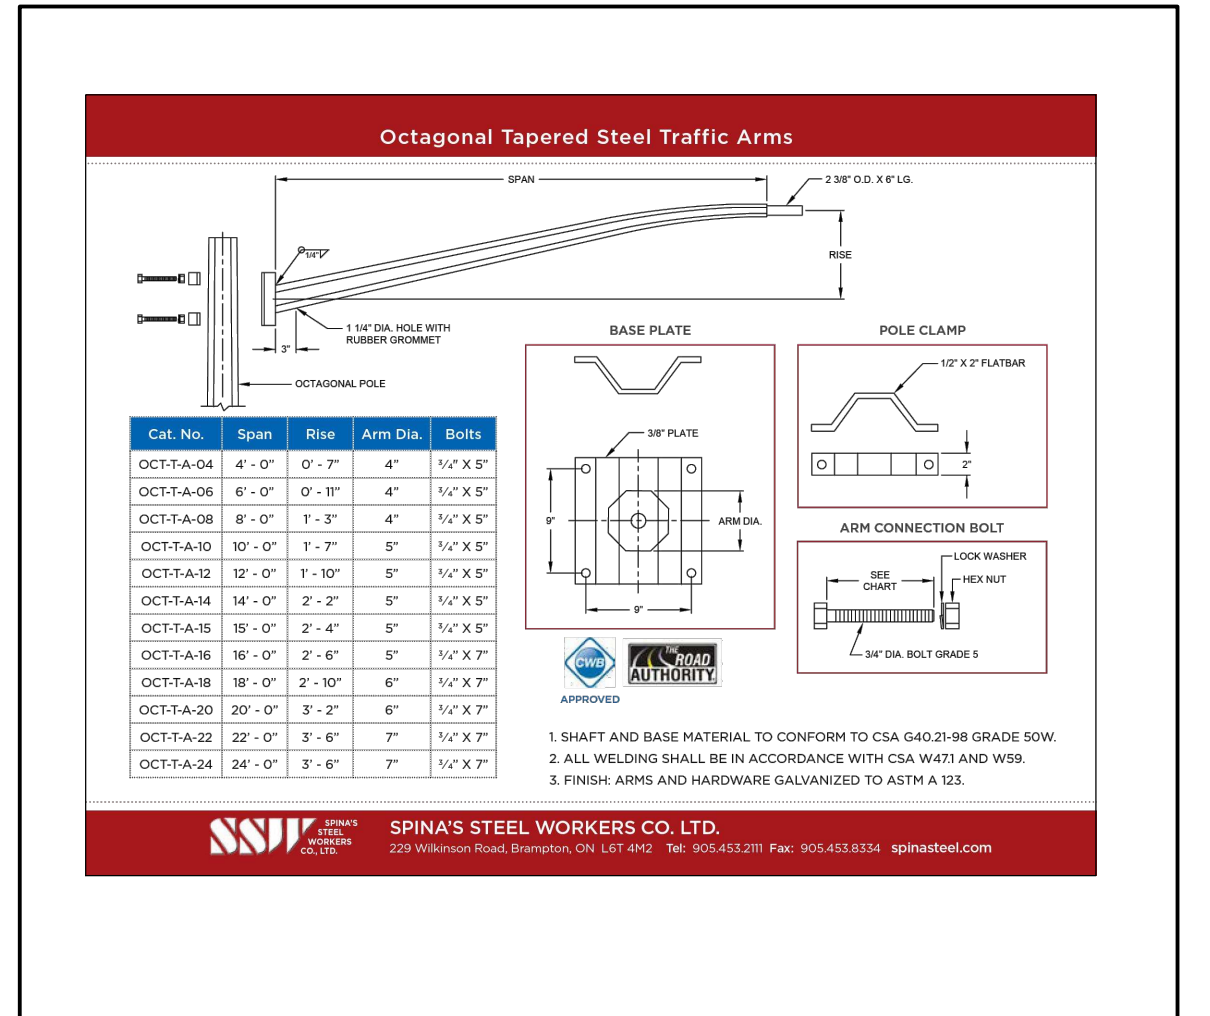 Octagonal Tapered Steel Traffic Arms
SPAN
2 3/8" O.D. X 6" LG.
RISE
1/4"
1 1/4" DIA. HOLE WITH
RUBBER GROMMET
3"
OCTAGONAL POLE
Cat. No. Span Rise Arm Dia. Bolts
OCT-T-A-04 4' - 0" 0' - 7" 4" 3/4" X 5"
OCT-T-A-06 6' - 0" 0' - 11" 4" 3/4" X 5"
OCT-T-A-08 8' - 0" 1' - 3" 4" 3/4" X 5"
OCT-T-A-10 10' - 0" 1' - 7" 5" 3/4" X 5"
OCT-T-A-12 12' - 0" 1' - 10" 5" 3/4" X 5"
OCT-T-A-14 14' - 0" 2' - 2" 5" 3/4" X 5"
OCT-T-A-15 15' - 0" 2' - 4" 5" 3/4" X 5"
OCT-T-A-16 16' - 0" 2' - 6" 5" 3/4" X 7"
OCT-T-A-18 18' - 0" 2' - 10" 6" 3/4" X 7"
OCT-T-A-20 20' - 0" 3' - 2" 6" 3/4" X 7"
OCT-T-A-22 22' - 0" 3' - 6" 7" 3/4" X 7"
OCT-T-A-24 24' - 0" 3' - 6" 7" 3/4" X 7"
BASE PLATE
3/8" PLATE
9"
ARM DIA.
9"
POLE CLAMP
1/2" X 2" FLATBAR
2"
ARM CONNECTION BOLT
LOCK WASHER
SEE
CHART
HEX NUT
3/4" DIA. BOLT GRADE 5
CWB
APPROVED
THE
ROAD
AUTHORITY
1. SHAFT AND BASE MATERIAL TO CONFORM TO CSA G40.21-98 GRADE 50W.
2. ALL WELDING SHALL BE IN ACCORDANCE WITH CSA W47.1 AND W59.
3. FINISH: ARMS AND HARDWARE GALVANIZED TO ASTM A 123.
SSW
SPINA'S
STEEL
WORKERS
CO., LTD.
SPINA'S STEEL WORKERS CO. LTD.
229 Wilkinson Road, Brampton, ON L6T 4M2 Tel: 905.453.2111 Fax: 905.453.8334 spinasteel.com